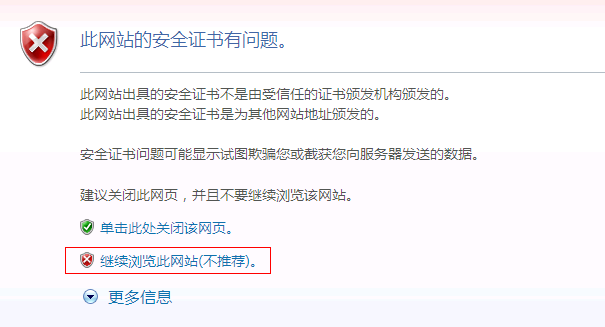 此网站的安全证书有问题。
此网站出具的安全证书不是由受信任的证书颁发机构颁发的。
此网站出具的安全证书是为其他网站地址颁发的。
安全证书问题可能显示试图欺骗您或截获您向服务器发送的数据。
建议关闭此网页，并且不要继续浏览该网站。
单击此处关闭该网页。
继续浏览此网站(不推荐)。
更多信息